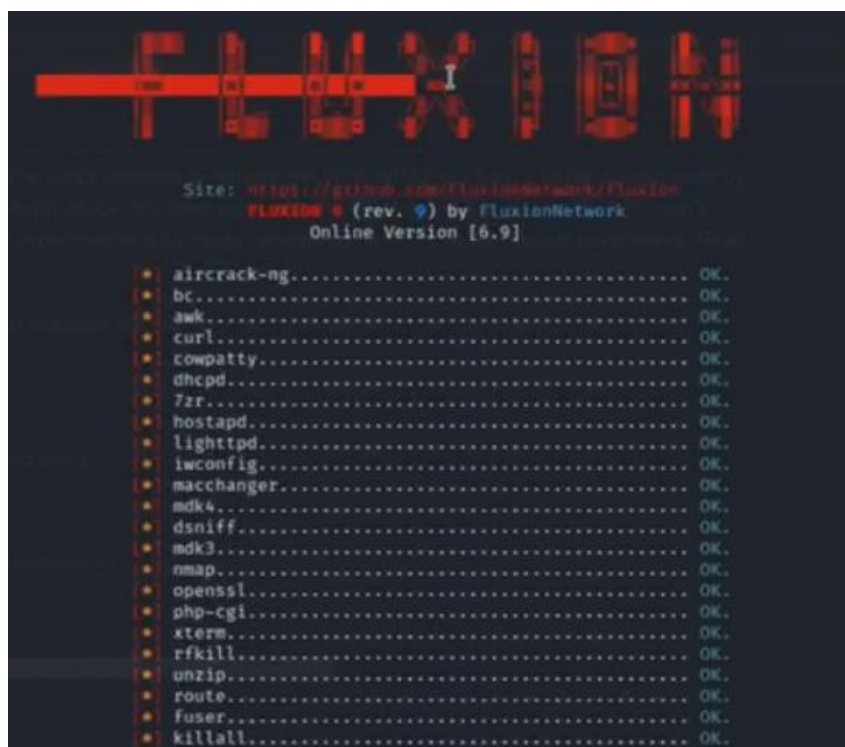 FLUXION
Site: https://github.com/FluxionNetwork/fluxion
FLUXION 6 (rev. 9) by FluxionNetwork
Online Version [6.9]
[*] aircrack-ng..................................................... OK.
[*] bc.............................................................. OK.
[*] awk............................................................. OK.
[*] curl............................................................ OK.
[*] cowpatty........................................................ OK.
[*] dhcpd........................................................... OK.
[*] 7zr............................................................. OK.
[*] hostapd......................................................... OK.
[*] lighttpd........................................................ OK.
[*] iwconfig........................................................ OK.
[*] macchanger...................................................... OK.
[*] mdk4............................................................ OK.
[*] dsniff.......................................................... OK.
[*] mdk3............................................................ OK.
[*] nmap............................................................ OK.
[*] openssl......................................................... OK.
[*] php-cgi......................................................... OK.
[*] xterm........................................................... OK.
[*] rfkill.......................................................... OK.
[*] unzip........................................................... OK.
[*] route........................................................... OK.
[*] fuser........................................................... OK.
[*] killall......................................................... OK.